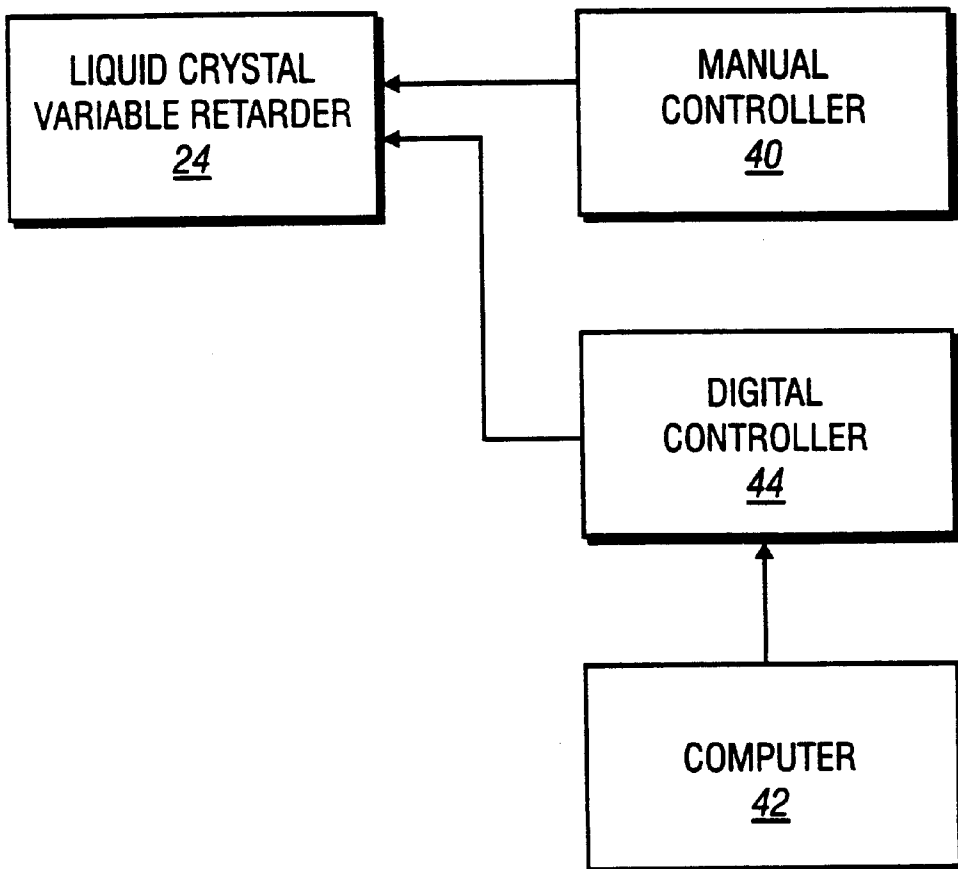 LIQUID CRYSTAL
VARIABLE RETARDER
24
MANUAL
CONTROLLER
40
DIGITAL
CONTROLLER
44
COMPUTER
42